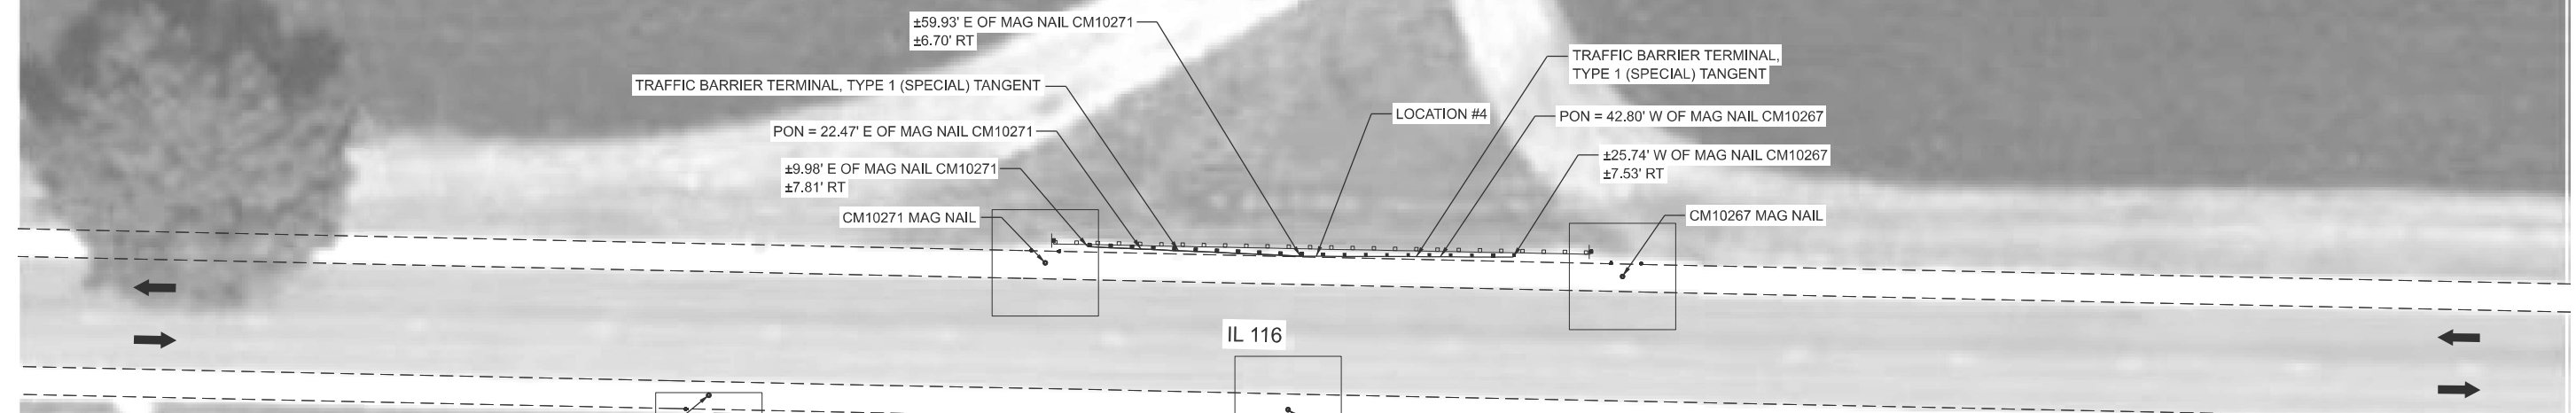 ±59.93' E OF MAG NAIL CM10271
±6.70' RT
TRAFFIC BARRIER TERMINAL, TYPE 1 (SPECIAL) TANGENT
PON = 22.47' E OF MAG NAIL CM10271
±9.98' E OF MAG NAIL CM10271
±7.81' RT
CM10271 MAG NAIL
TRAFFIC BARRIER TERMINAL,
TYPE 1 (SPECIAL) TANGENT
LOCATION #4
PON = 42.80' W OF MAG NAIL CM10267
±25.74' W OF MAG NAIL CM10267
±7.53' RT
CM10267 MAG NAIL
IL 116